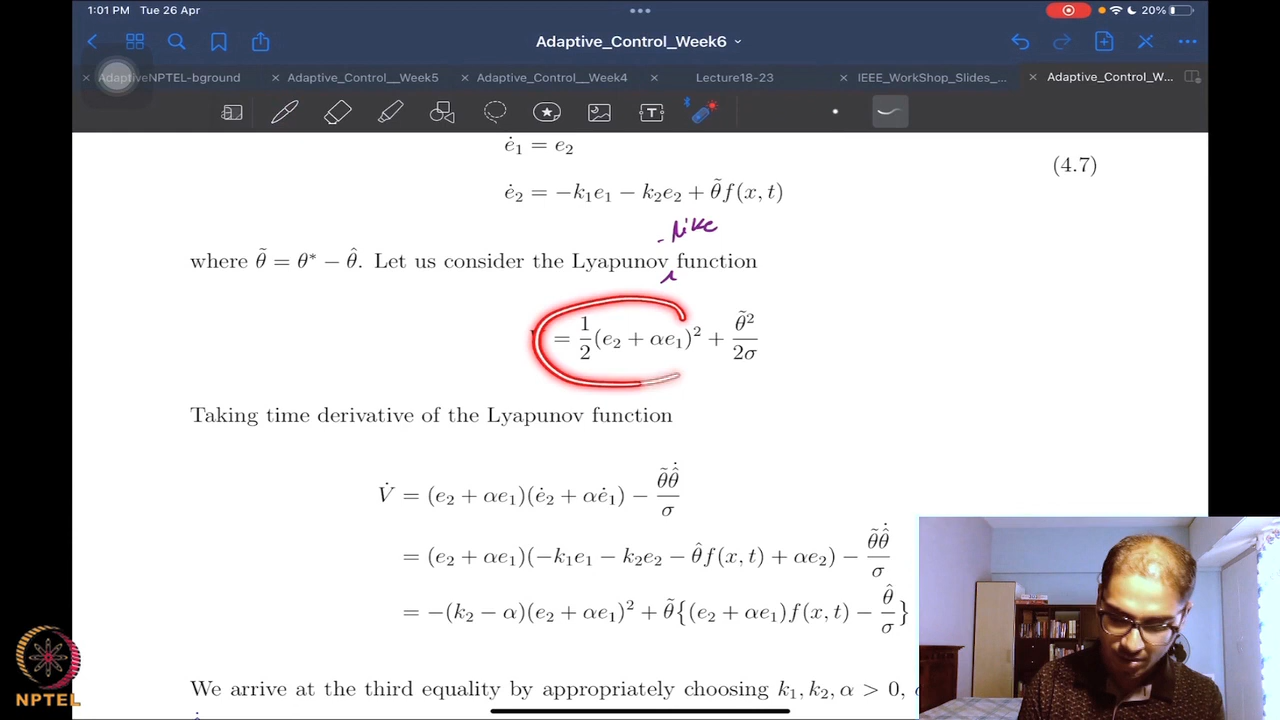 1:01 PM Tue 26 Apr
20%
Adaptive_Control_Week6
AdaptiveNPTEL-bground
Adaptive_Control__Week5
Adaptive_Control__Week4
Lecture18-23
IEEE_WorkShop_Slides_...
Adaptive_Control_W...
ė₁ = e₂
(4.7)
ė₂ = −k₁e₁ − k₂e₂ + θ̃f(x, t)
- like
where θ̃ = θ* − θ̂. Let us consider the Lyapunov function
= 1/2 (e₂ + αe₁)² + θ̃²/2σ
Taking time derivative of the Lyapunov function
V̇ = (e₂ + αe₁)(ė₂ + αė₁) − θ̃θ̂̇/σ
= (e₂ + αe₁)(−k₁e₁ − k₂e₂ − θ̂f(x, t) + αe₂) − θ̃θ̂̇/σ
= −(k₂ − α)(e₂ + αe₁)² + θ̃{(e₂ + αe₁)f(x, t) − θ̂̇/σ}
We arrive at the third equality by appropriately choosing k₁, k₂, α > 0,
NPTEL